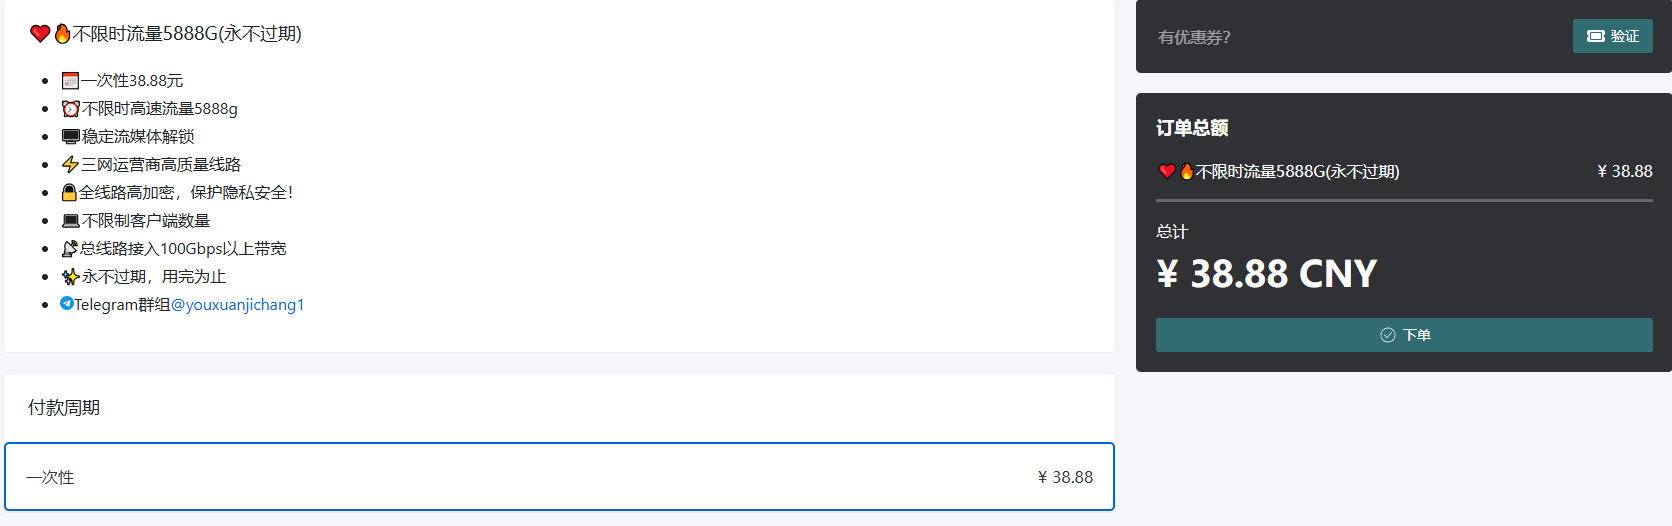 ❤️🔥不限时流量5888G(永不过期)
📅一次性38.88元
⏰不限时高速流量5888g
🖥️稳定流媒体解锁
⚡三网运营商高质量线路
🔒全线路高加密，保护隐私安全！
💻不限制客户端数量
📡总线路接入100Gbps以上带宽
✨永不过期，用完为止
Telegram群组@youxuanjichang1
付款周期
一次性 ¥ 38.88
有优惠券？ 验证
订单总额
❤️🔥不限时流量5888G(永不过期) ¥ 38.88
总计
¥ 38.88 CNY
下单